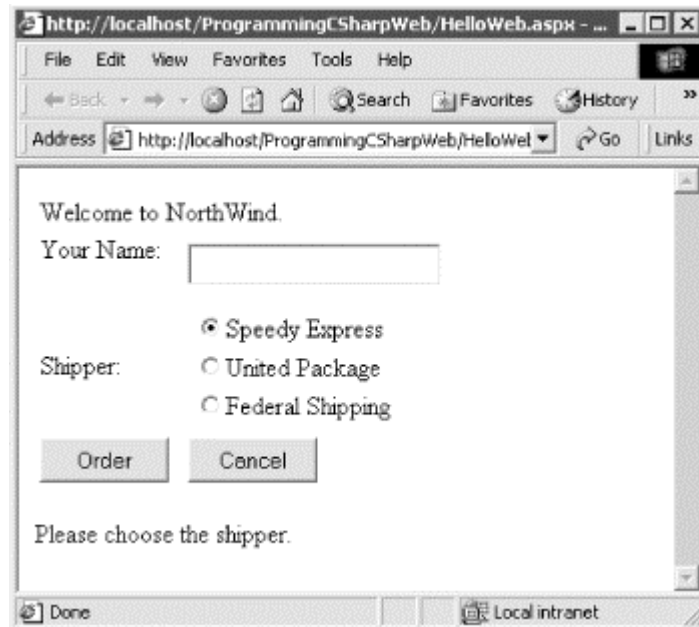 http://localhost/ProgrammingCSharpWeb/HelloWeb.aspx - ...
File Edit View Favorites Tools Help
Back Search Favorites History »
Address http://localhost/ProgrammingCSharpWeb/HelloWel Go Links
Welcome to NorthWind.
Your Name:
Speedy Express
Shipper:
United Package
Federal Shipping
Order Cancel
Please choose the shipper.
Done Local intranet